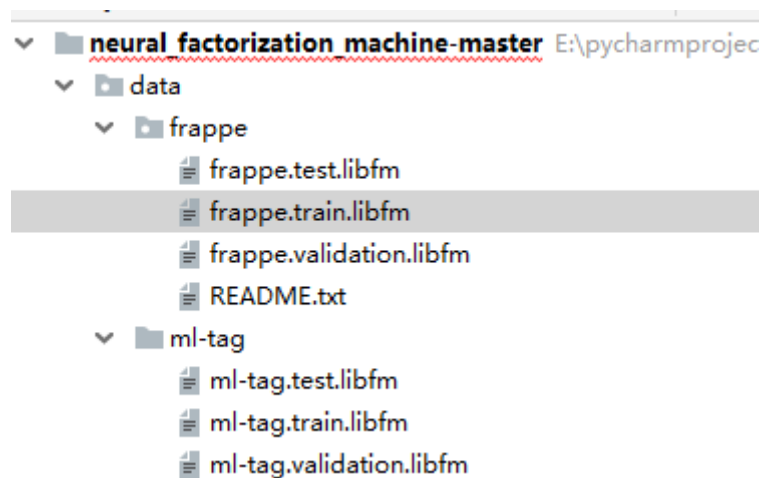 neural_factorization_machine-master E:\pycharmprojec
data
frappe
frappe.test.libfm
frappe.train.libfm
frappe.validation.libfm
README.txt
ml-tag
ml-tag.test.libfm
ml-tag.train.libfm
ml-tag.validation.libfm